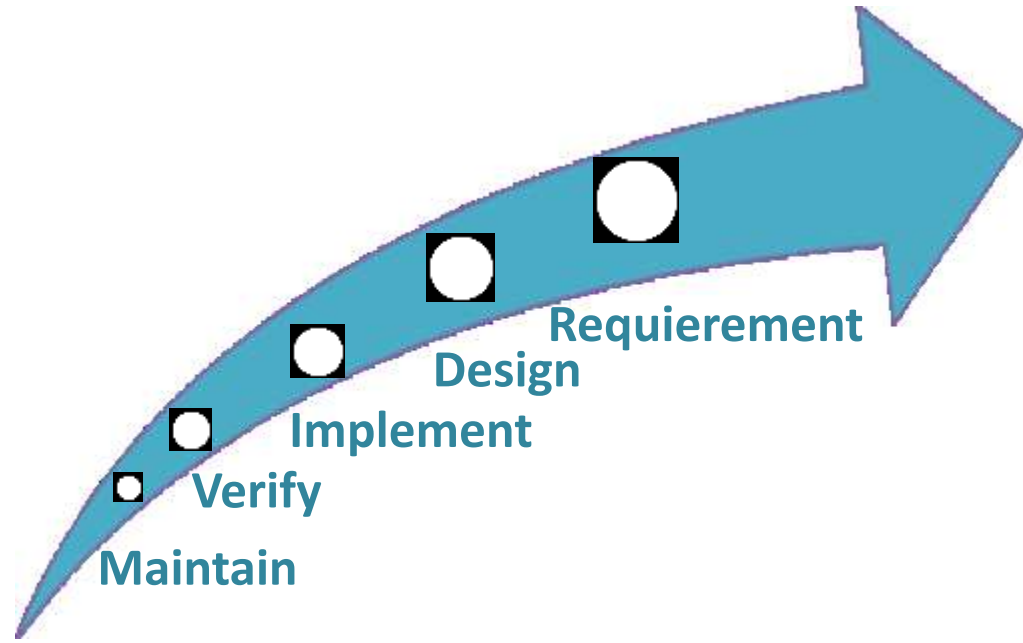 Requierement
Design
Implement
Verify
Maintain